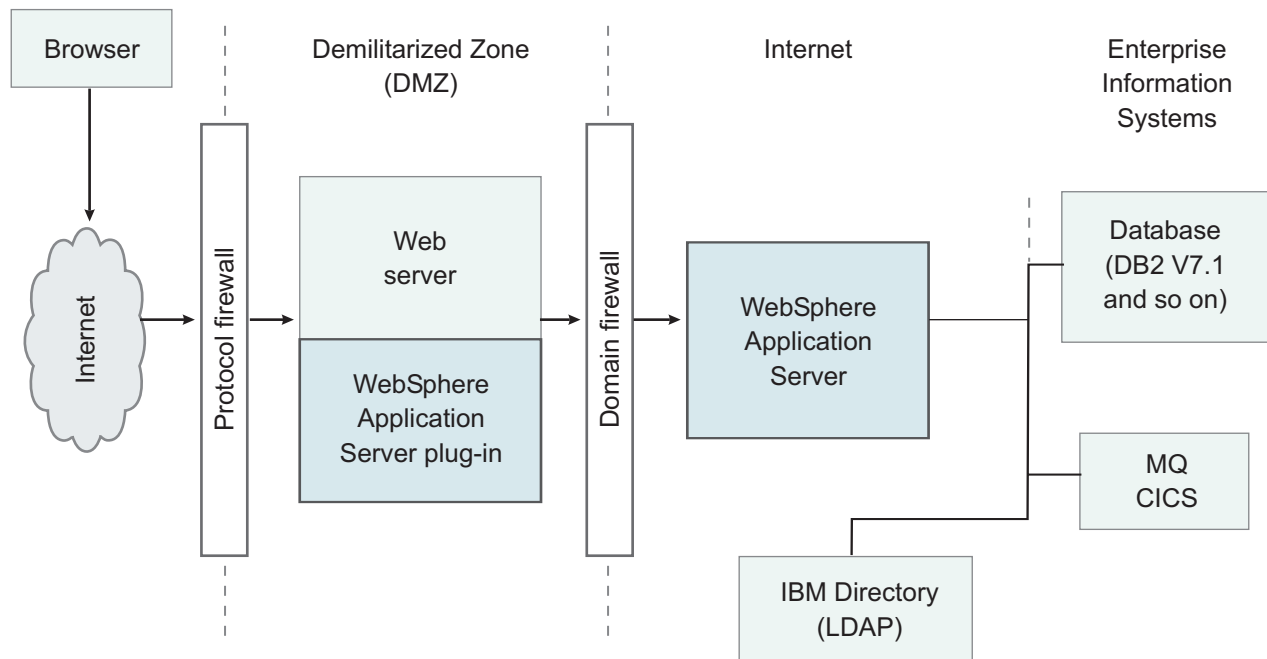 Browser
Demilitarized Zone
(DMZ)
Internet
Enterprise
Information
Systems
Internet
Protocol firewall
Web
server
WebSphere
Application
Server plug-in
Domain firewall
WebSphere
Application
Server
Database
(DB2 V7.1
and so on)
MQ
CICS
IBM Directory
(LDAP)